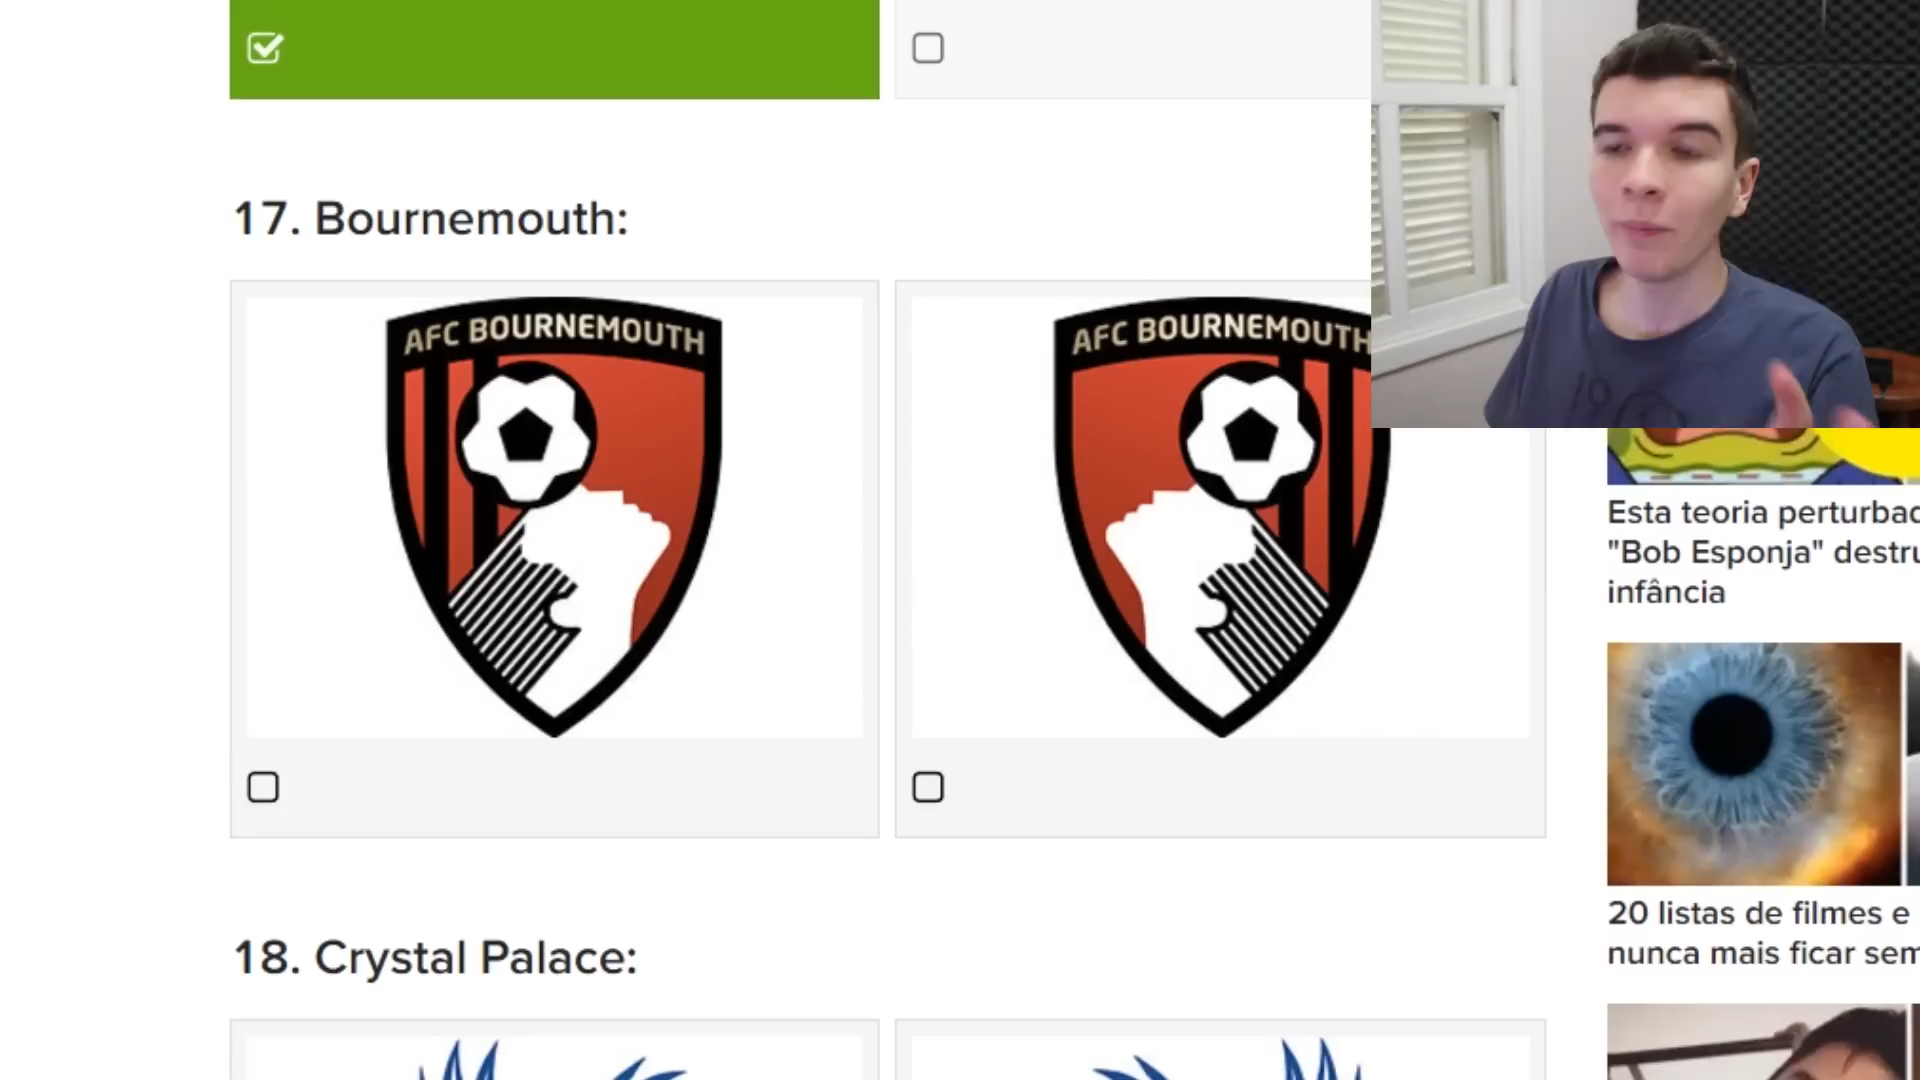 17. Bournemouth:
AFC BOURNEMOUTH
AFC BOURNEMOUTH
Esta teoria perturbad
"Bob Esponja" destru
infância
20 listas de filmes e
nunca mais ficar sem
18. Crystal Palace: